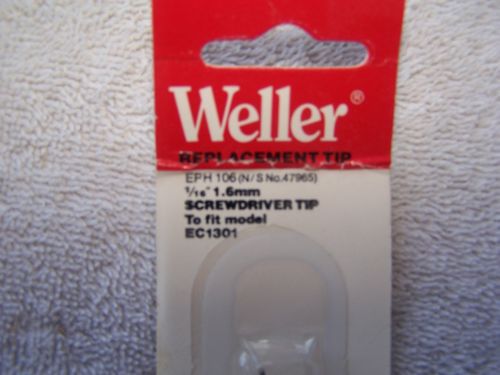 Weller®
REPLACEMENT TIP
EPH 106 (N/S No.47965)
1/16" 1.6mm
SCREWDRIVER TIP
To fit model
EC1301